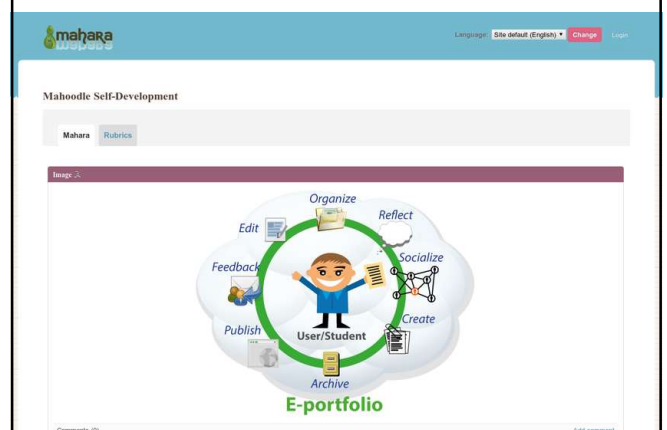 mahara
Language: Site default (English) Change Login
Mahoodle Self-Development
Mahara Rubrics
Image
Organize
Reflect
Edit
Socialize
Feedback
Create
Publish
User/Student
Archive
E-portfolio